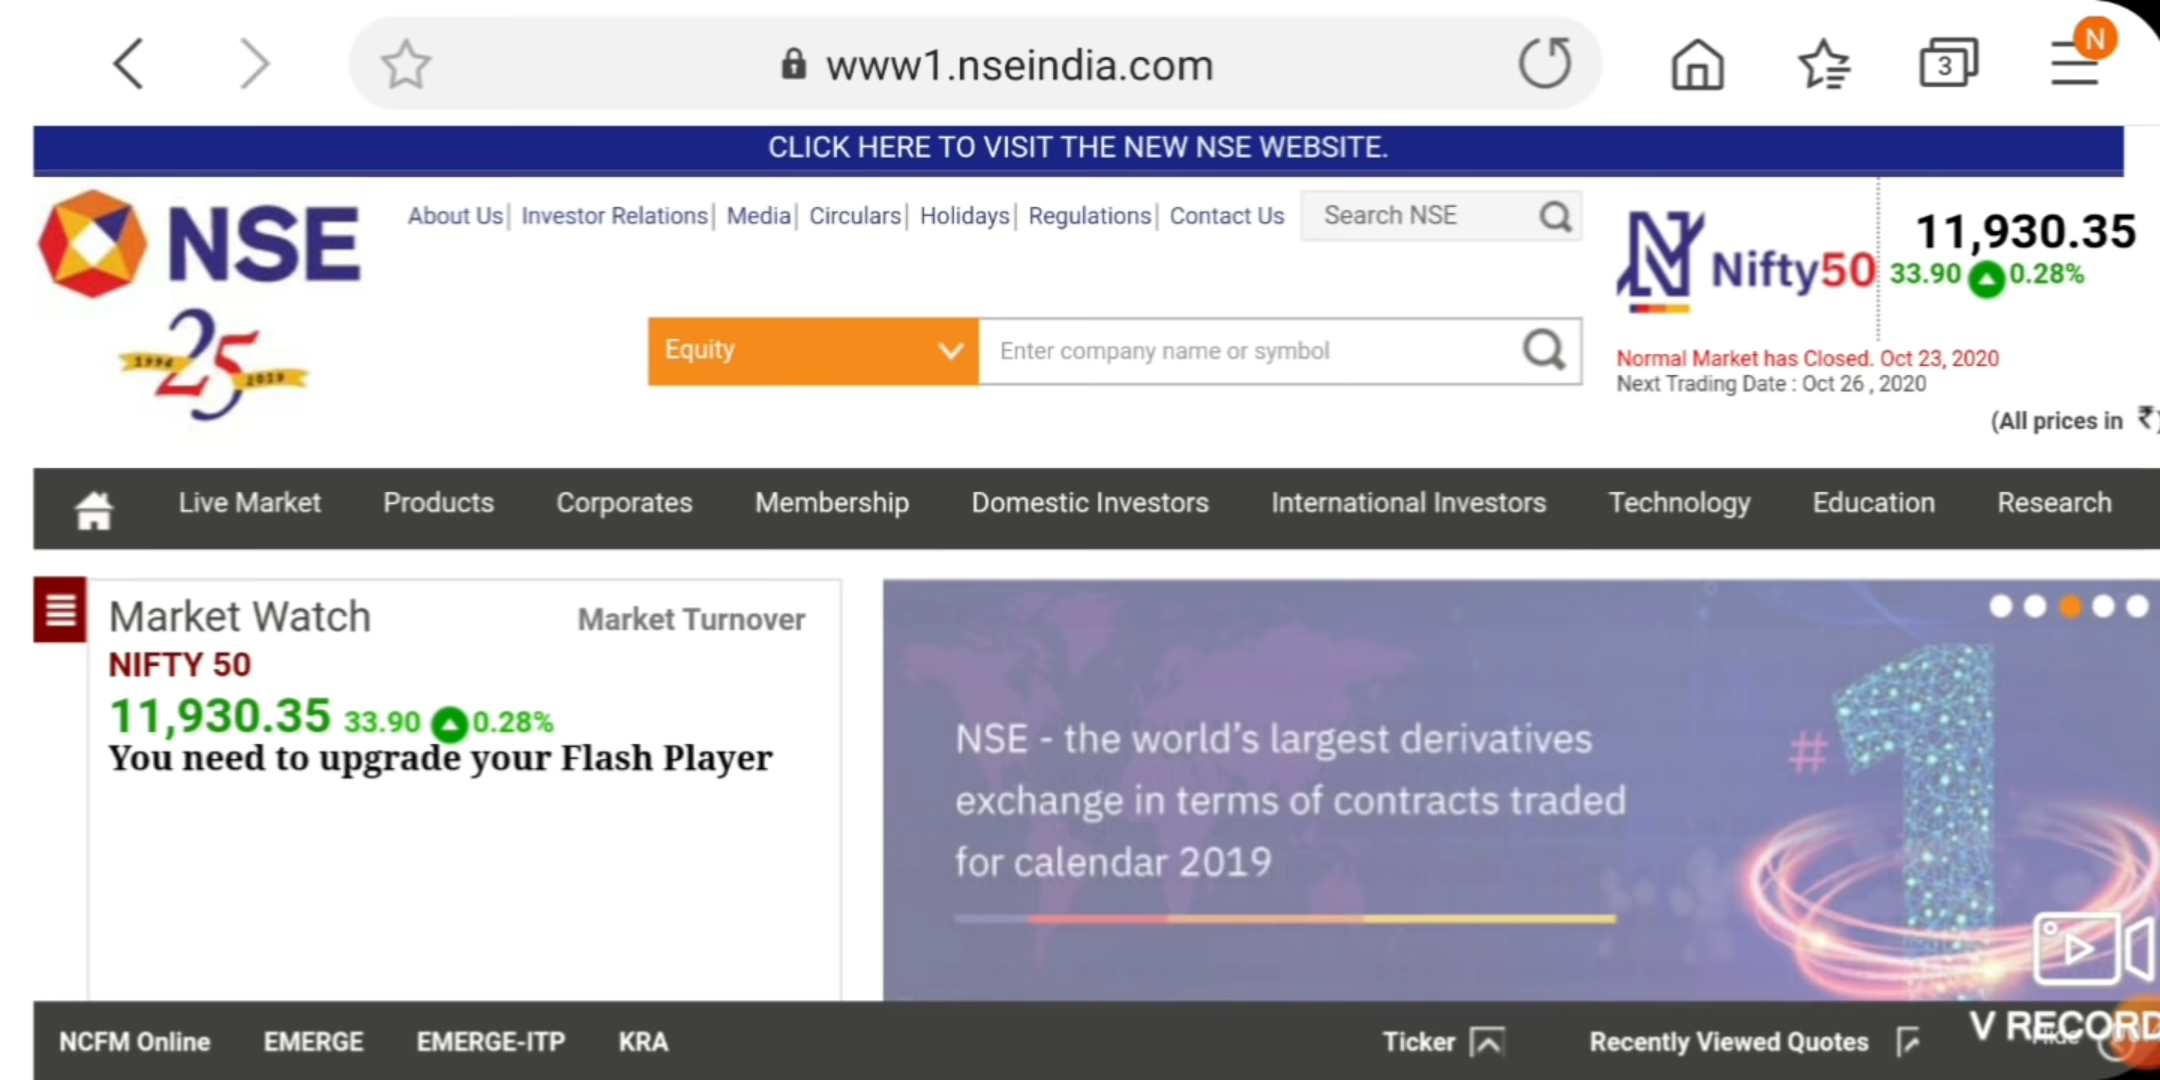 www1.nseindia.com
3
N
CLICK HERE TO VISIT THE NEW NSE WEBSITE.
NSE
1994 25 2019
About Us| Investor Relations| Media| Circulars| Holidays| Regulations| Contact Us
Search NSE
Nifty50
11,930.35
33.90 0.28%
Equity
Enter company name or symbol
Normal Market has Closed. Oct 23, 2020
Next Trading Date : Oct 26 , 2020
(All prices in ₹)
Live Market Products Corporates Membership Domestic Investors International Investors Technology Education Research
Market Watch
Market Turnover
NIFTY 50
11,930.35 33.90 0.28%
You need to upgrade your Flash Player
NSE - the world's largest derivatives
exchange in terms of contracts traded
for calendar 2019
#1
NCFM Online EMERGE EMERGE-ITP KRA
Ticker
Recently Viewed Quotes
V RECORD
Hide